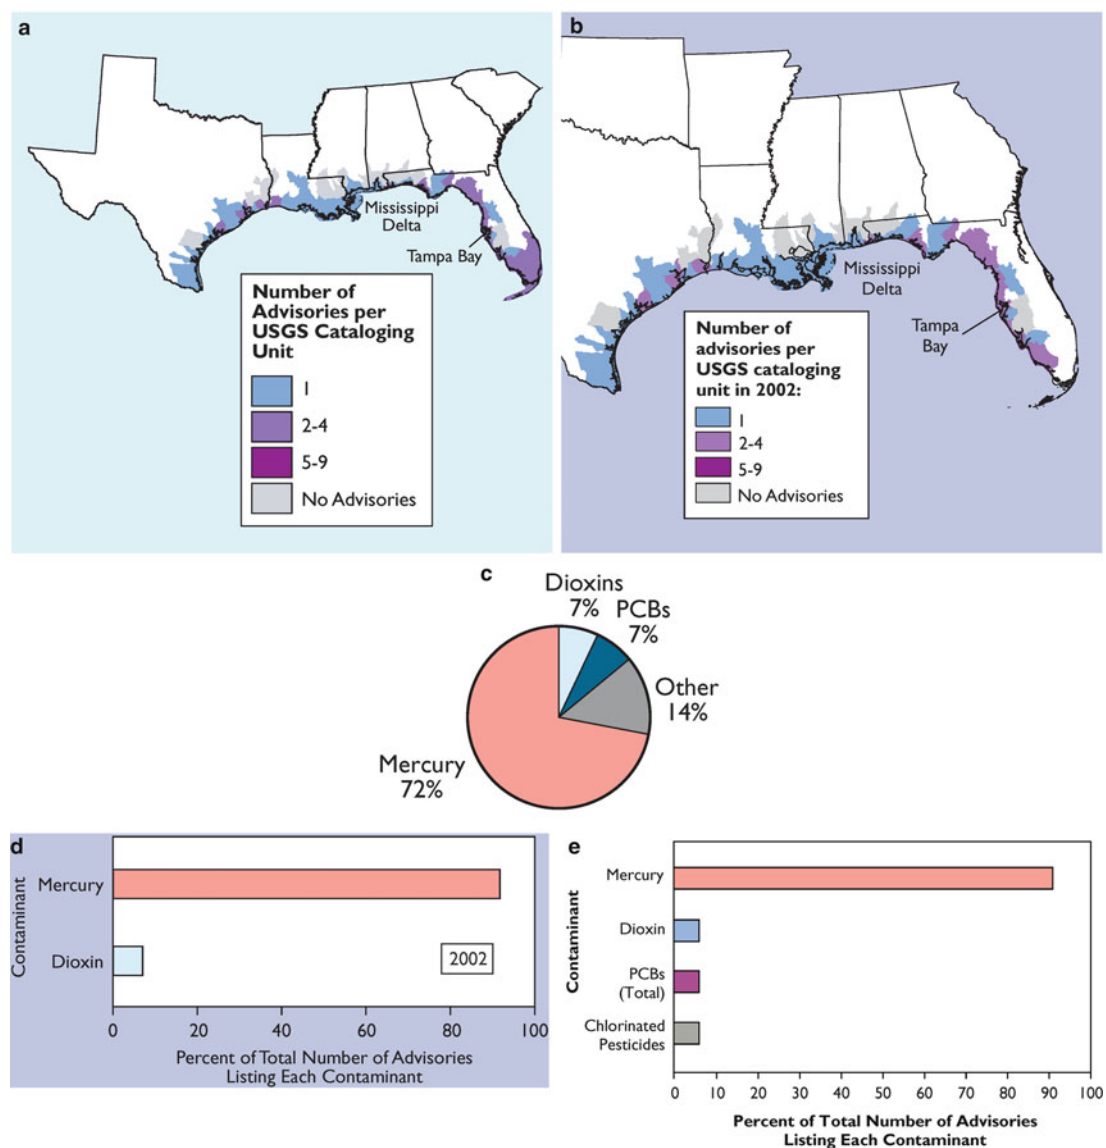 a
Mississippi
Delta
Tampa Bay
Number of
Advisories per
USGS Cataloging
Unit
1
2-4
5-9
No Advisories
b
Mississippi
Delta
Tampa
Bay
Number of
advisories per
USGS cataloging
unit in 2002:
1
2-4
5-9
No Advisories
c
Dioxins
7%
PCBs
7%
Other
14%
Mercury
72%
d
Contaminant
Mercury
Dioxin
2002
0 20 40 60 80 100
Percent of Total Number of Advisories
Listing Each Contaminant
e
Contaminant
Mercury
Dioxin
PCBs
(Total)
Chlorinated
Pesticides
0 10 20 30 40 50 60 70 80 90 100
Percent of Total Number of Advisories
Listing Each Contaminant